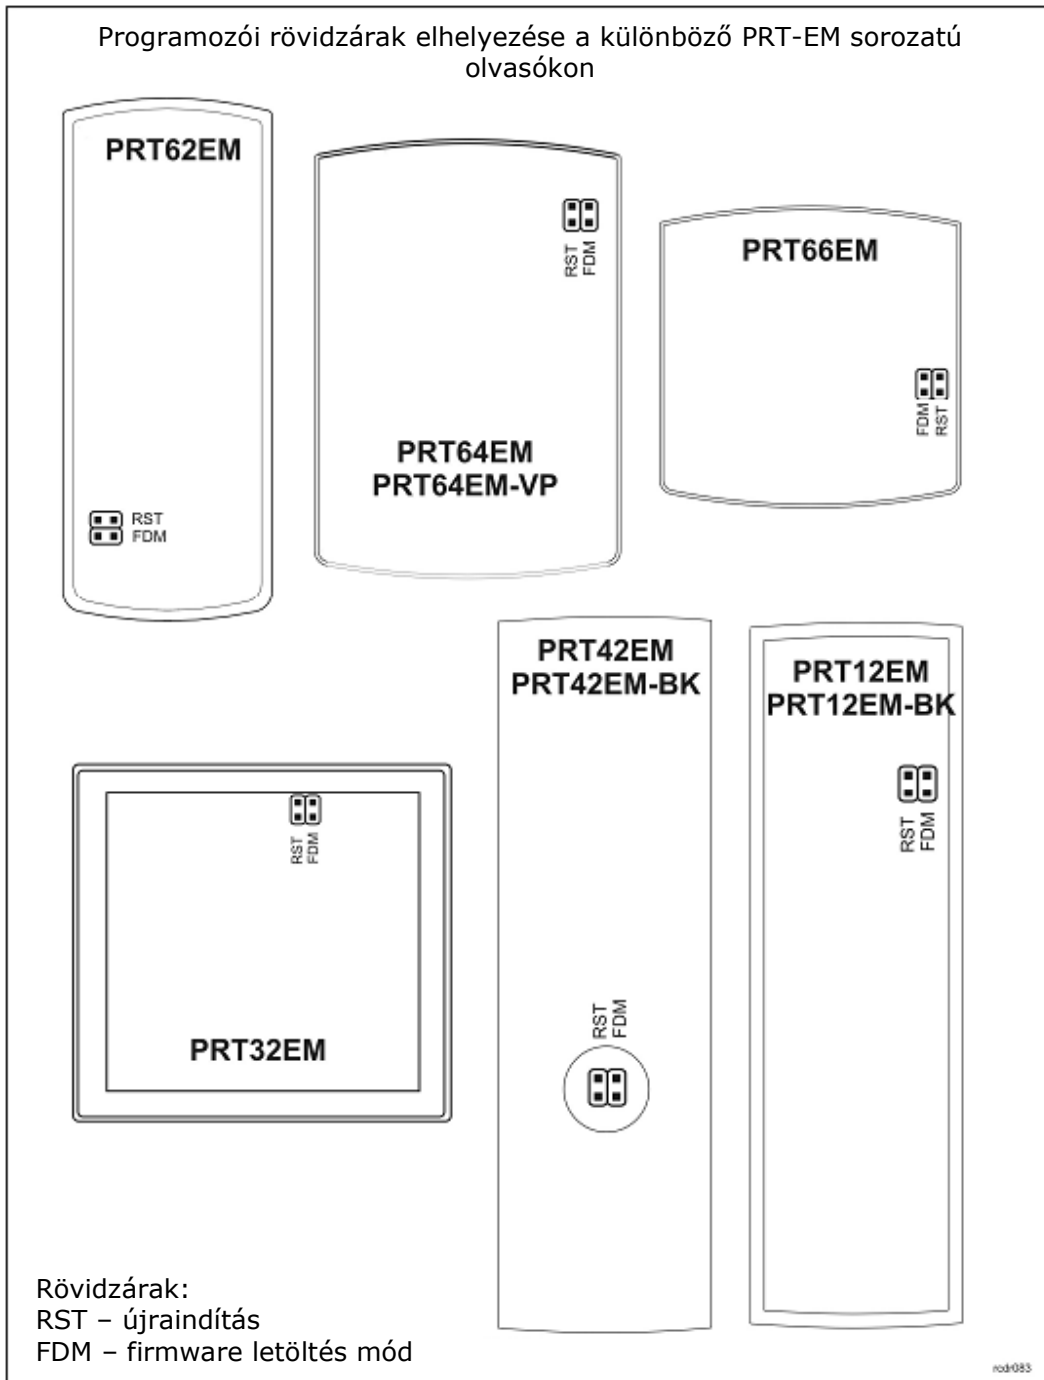 Programozói rövidzárak elhelyezése a különböző PRT-EM sorozatú
olvasókon
PRT62EM
RST
FDM
RST
FDM
PRT64EM
PRT64EM-VP
PRT66EM
FDM
RST
RST
FDM
PRT32EM
PRT42EM
PRT42EM-BK
RST
FDM
PRT12EM
PRT12EM-BK
RST
FDM
Rövidzárak:
RST – újraindítás
FDM – firmware letöltés mód
rcdr083